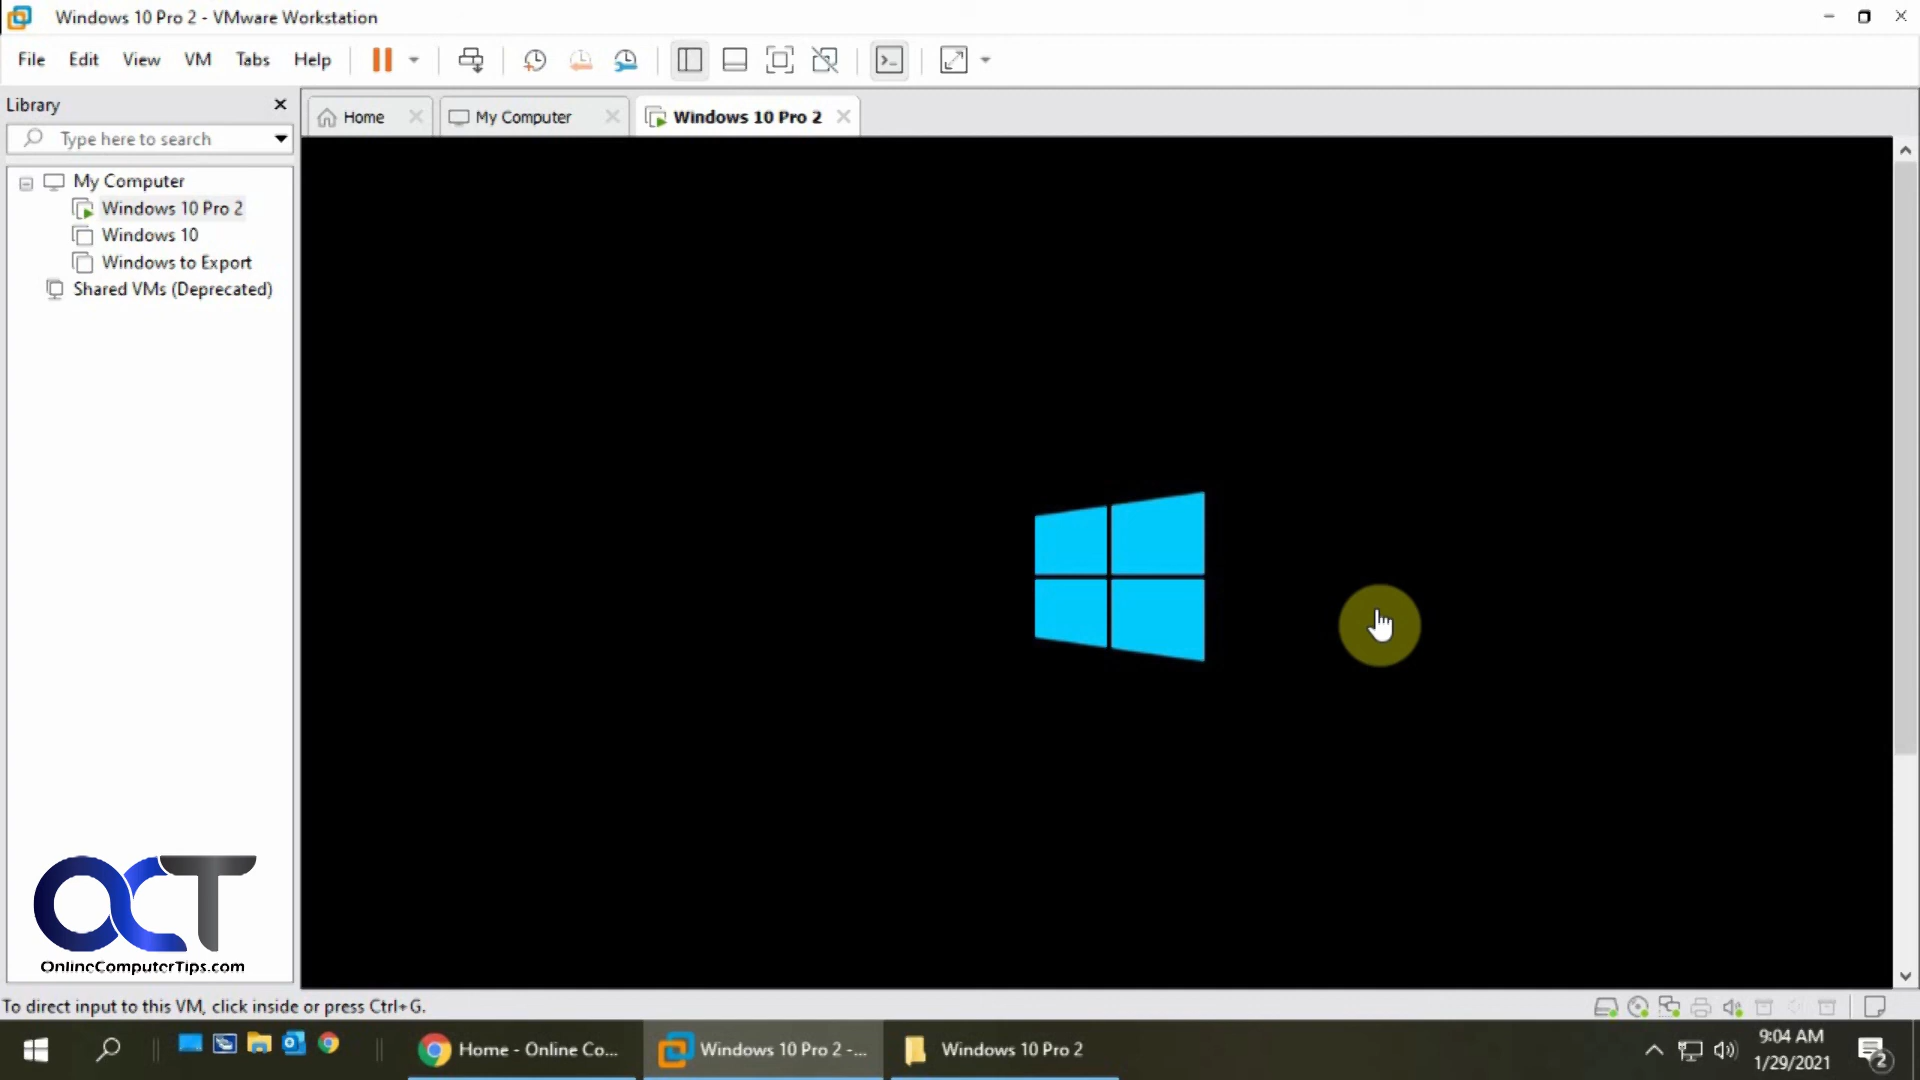 Windows 10 Pro 2 - VMware Workstation
File Edit View VM Tabs Help
Library
Type here to search
Home
My Computer
Windows 10 Pro 2
My Computer
Windows 10 Pro 2
Windows 10
Windows to Export
Shared VMs (Deprecated)
OCT
OnlineComputerTips.com
To direct input to this VM, click inside or press Ctrl+G.
Home - Online Co...
Windows 10 Pro 2 -...
Windows 10 Pro 2
9:04 AM
1/29/2021
2